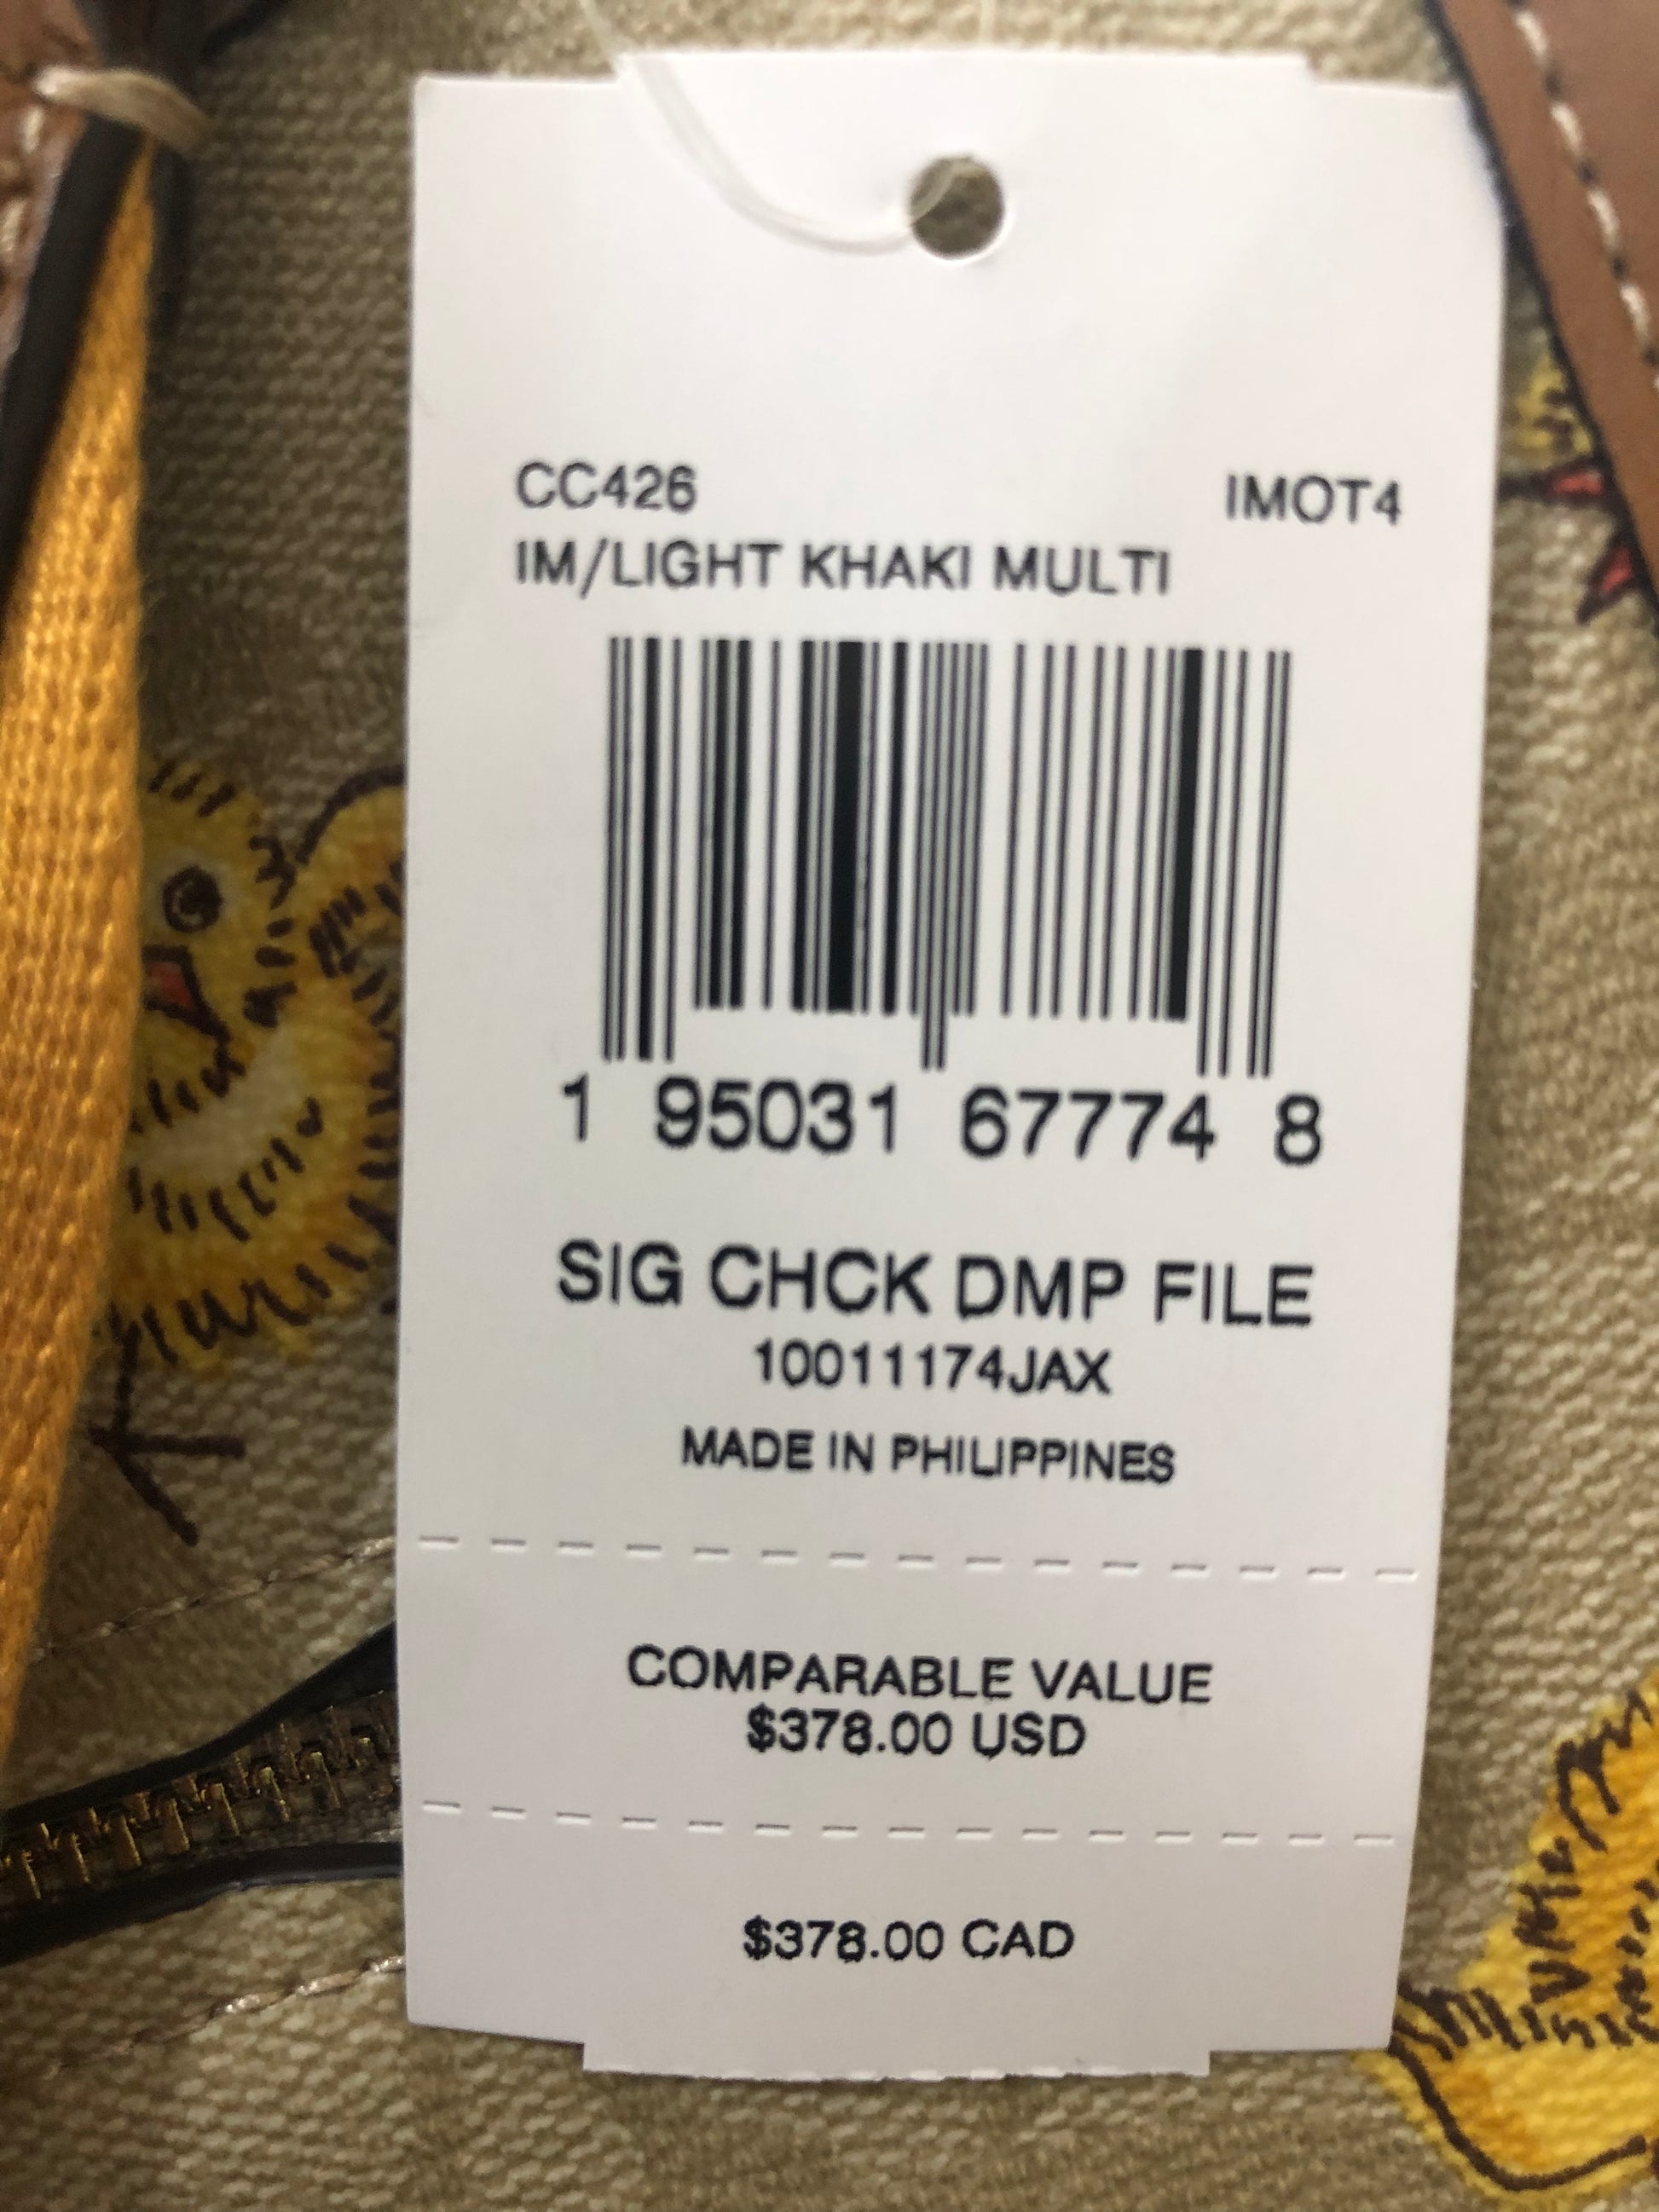 CC426 IMOT4
IM/LIGHT KHAKI MULTI
1 95031 67774 8
SIG CHCK DMP FILE
10011174JAX
MADE IN PHILIPPINES
COMPARABLE VALUE
$378.00 USD
$378.00 CAD